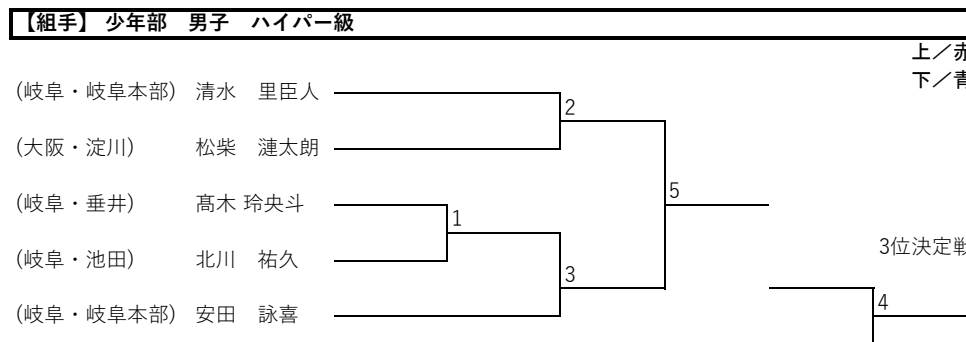 【組手】 少年部　男子　ハイパー級
上／赤
下／青
(岐阜・岐阜本部)　清水　里臣人
2
(大阪・淀川)　松柴　漣太朗
(岐阜・垂井)　髙木 玲央斗
5
1
(岐阜・池田)　北川　祐久
3位決定戦
3
4
(岐阜・岐阜本部)　安田　詠喜